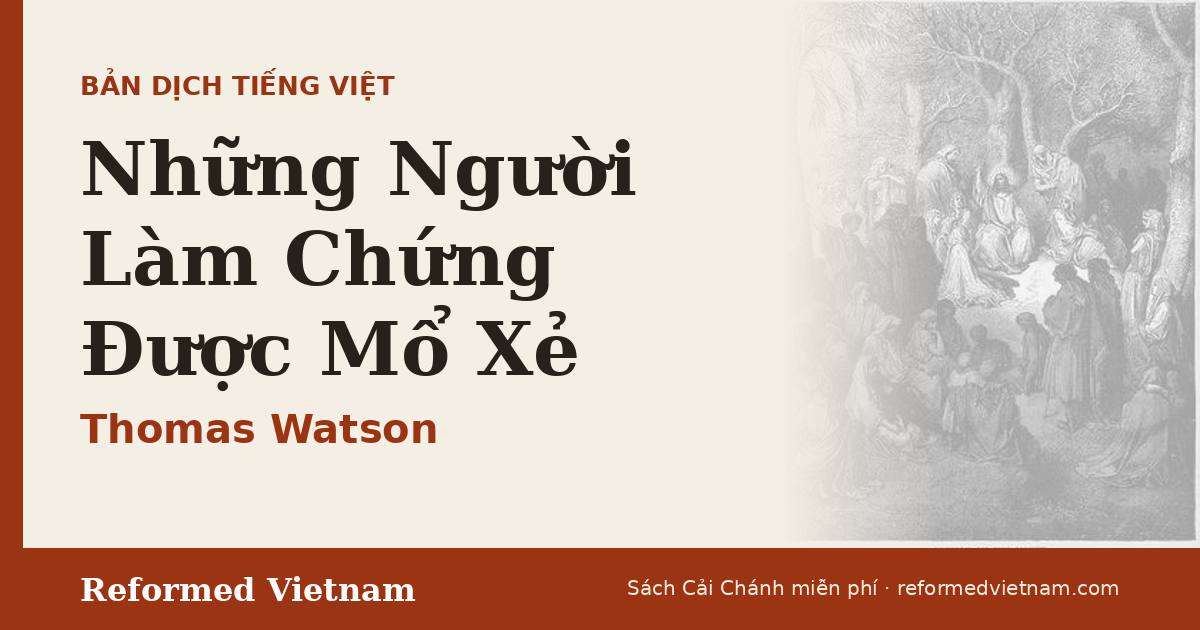 BẢN DỊCH TIẾNG VIỆT
Những Người
Làm Chứng
Được Mổ Xẻ
Thomas Watson
Reformed Vietnam
Sách Cải Chánh miễn phí · reformedvietnam.com